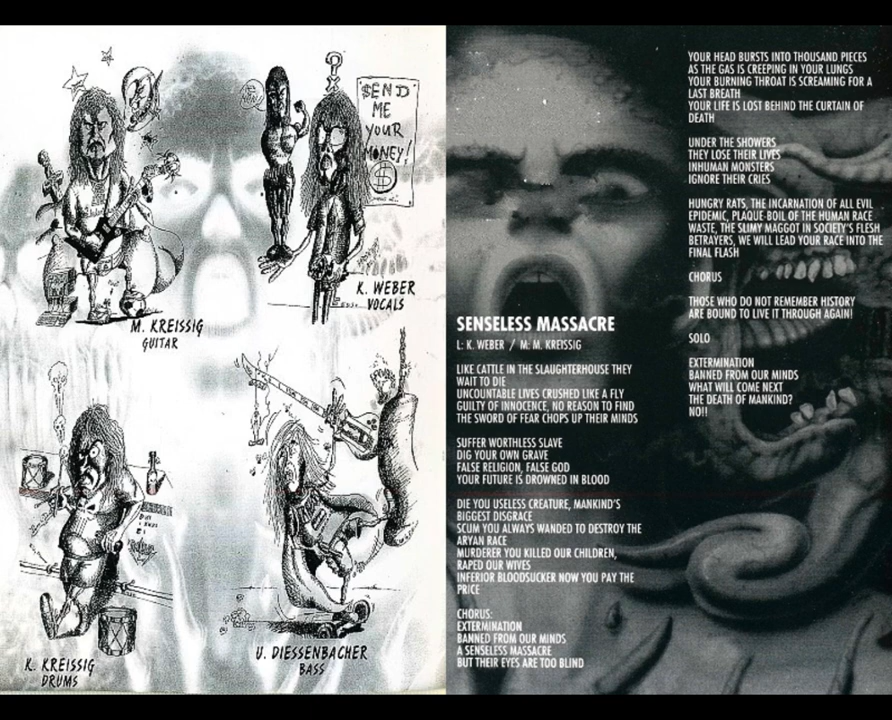 SEND
ME
YOUR
MONEY!
$
K. WEBER
VOCALS
M. KREISSIG
GUITAR
K. KREISSIG
DRUMS
U. DIESSENBACHER
BASS
SENSELESS MASSACRE
L: K. WEBER / M: M. KREISSIG
LIKE CATTLE IN THE SLAUGHTERHOUSE THEY
WAIT TO DIE
UNCOUNTABLE LIVES CRUSHED LIKE A FLY
GUILTY OF INNOCENCE, NO REASON TO FIND
THE SWORD OF FEAR CHOPS UP THEIR MINDS
SUFFER WORTHLESS SLAVE
DIG YOUR OWN GRAVE
FALSE RELIGION, FALSE GOD
YOUR FUTURE IS DROWNED IN BLOOD
DIE YOU USELESS CREATURE, MANKIND'S
BIGGEST DISGRACE
SCUM YOU ALWAYS WANDED TO DESTROY THE
ARYAN RACE
MURDERER YOU KILLED OUR CHILDREN,
RAPED OUR WIVES
INFERIOR BLOODSUCKER NOW YOU PAY THE
PRICE
CHORUS:
EXTERMINATION
BANNED FROM OUR MINDS
A SENSELESS MASSACRE
BUT THEIR EYES ARE TOO BLIND
YOUR HEAD BURSTS INTO THOUSAND PIECES
AS THE GAS IS CREEPING IN YOUR LUNGS
YOUR BURNING THROAT IS SCREAMING FOR A
LAST BREATH
YOUR LIFE IS LOST BEHIND THE CURTAIN OF
DEATH
UNDER THE SHOWERS
THEY LOSE THEIR LIVES
INHUMAN MONSTERS
IGNORE THEIR CRIES
HUNGRY RATS, THE INCARNATION OF ALL EVIL
EPIDEMIC, PLAQUE-BOIL OF THE HUMAN RACE
WASTE, THE SLIMY MAGGOT IN SOCIETY'S FLESH
BETRAYERS, WE WILL LEAD YOUR RACE INTO THE
FINAL FLASH
CHORUS
THOSE WHO DO NOT REMEMBER HISTORY
ARE BOUND TO LIVE IT THROUGH AGAIN!
SOLO
EXTERMINATION
BANNED FROM OUR MINDS
WHAT WILL COME NEXT
THE DEATH OF MANKIND?
NO!!